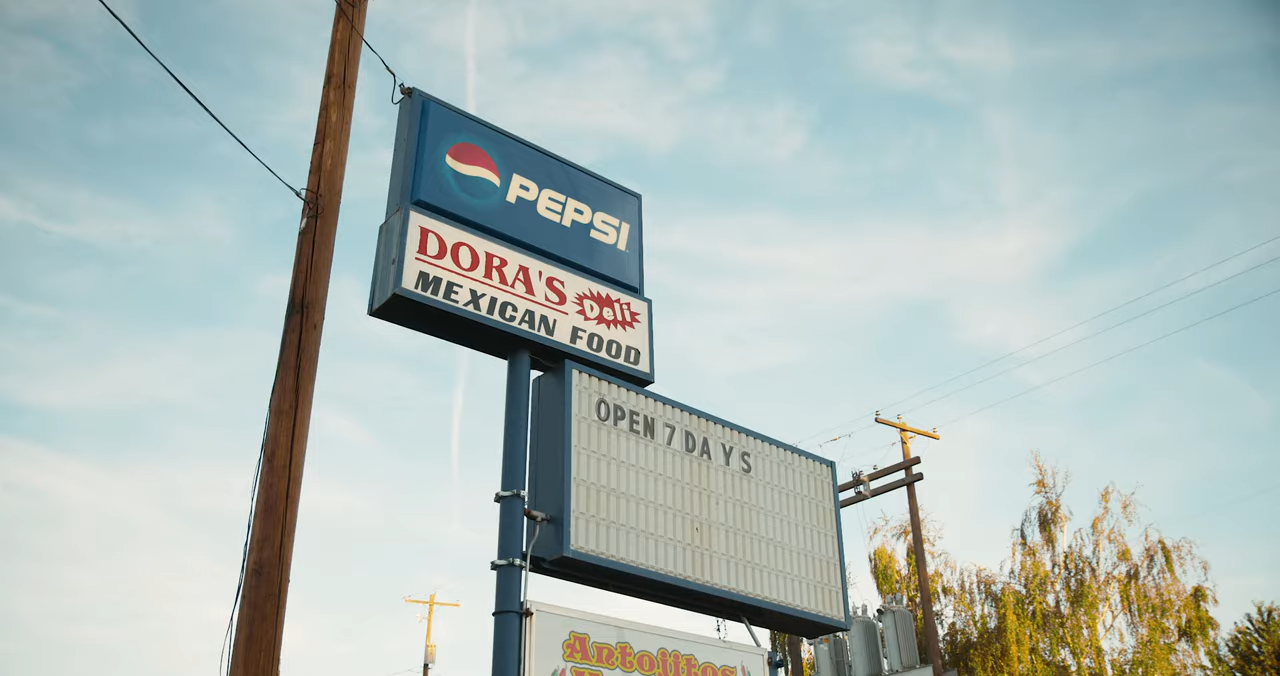 PEPSI
DORA'S Deli
MEXICAN FOOD
OPEN 7 DAYS
Antojitos